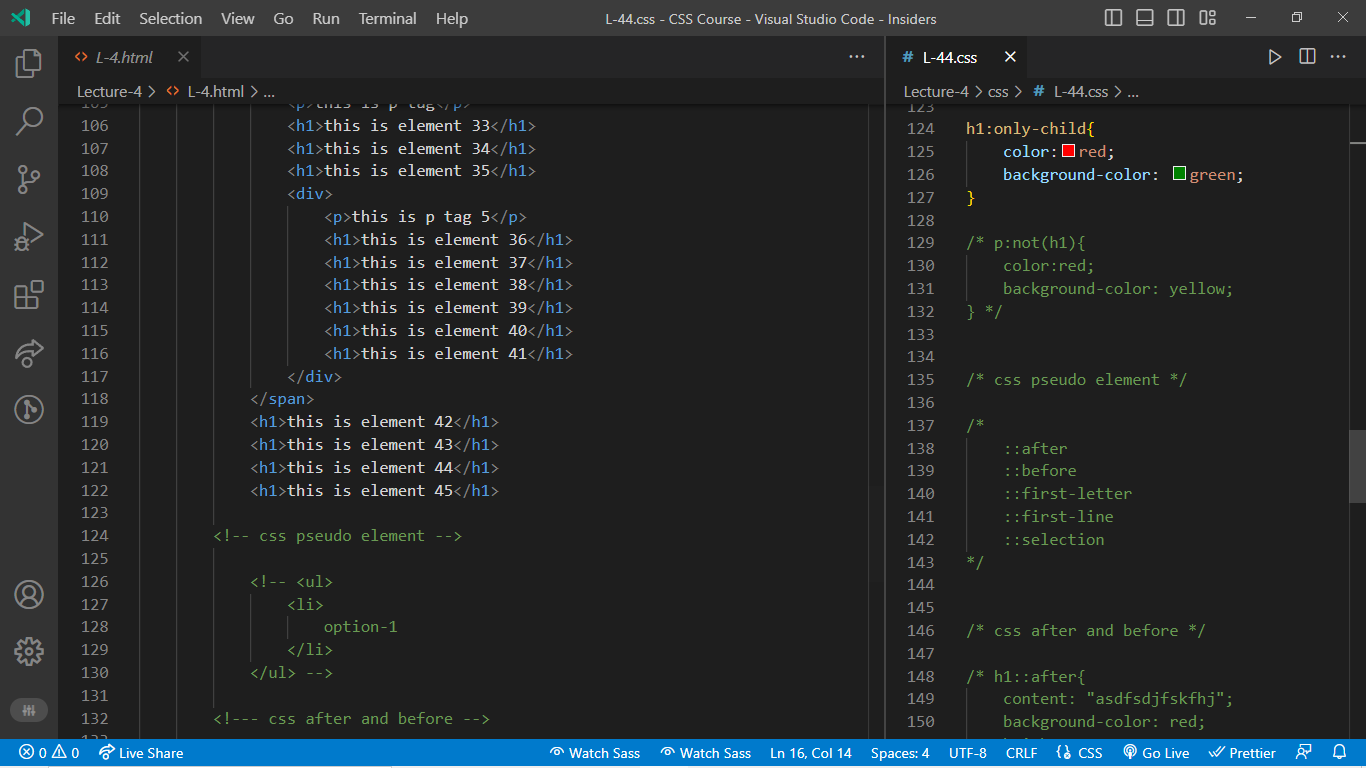 File Edit Selection View Go Run Terminal Help L-44.css - CSS Course - Visual Studio Code - Insiders
L-4.html
Lecture-4 > L-4.html > ...
105 <p>this is p tag</p>
106 <h1>this is element 33</h1>
107 <h1>this is element 34</h1>
108 <h1>this is element 35</h1>
109 <div>
110 <p>this is p tag 5</p>
111 <h1>this is element 36</h1>
112 <h1>this is element 37</h1>
113 <h1>this is element 38</h1>
114 <h1>this is element 39</h1>
115 <h1>this is element 40</h1>
116 <h1>this is element 41</h1>
117 </div>
118 </span>
119 <h1>this is element 42</h1>
120 <h1>this is element 43</h1>
121 <h1>this is element 44</h1>
122 <h1>this is element 45</h1>
123
124 <!-- css pseudo element -->
125
126 <!-- <ul>
127 <li>
128 option-1
129 </li>
130 </ul> -->
131
132 <!--- css after and before -->
L-44.css
Lecture-4 > css > # L-44.css > ...
123
124 h1:only-child{
125 color: red;
126 background-color: green;
127 }
128
129 /* p:not(h1){
130 color:red;
131 background-color: yellow;
132 } */
133
134
135 /* css pseudo element */
136
137 /*
138 ::after
139 ::before
140 ::first-letter
141 ::first-line
142 ::selection
143 */
144
145
146 /* css after and before */
147
148 /* h1::after{
149 content: "asdfsdjfskfhj";
150 background-color: red;
0 0 Live Share Watch Sass Watch Sass Ln 16, Col 14 Spaces: 4 UTF-8 CRLF CSS Go Live Prettier